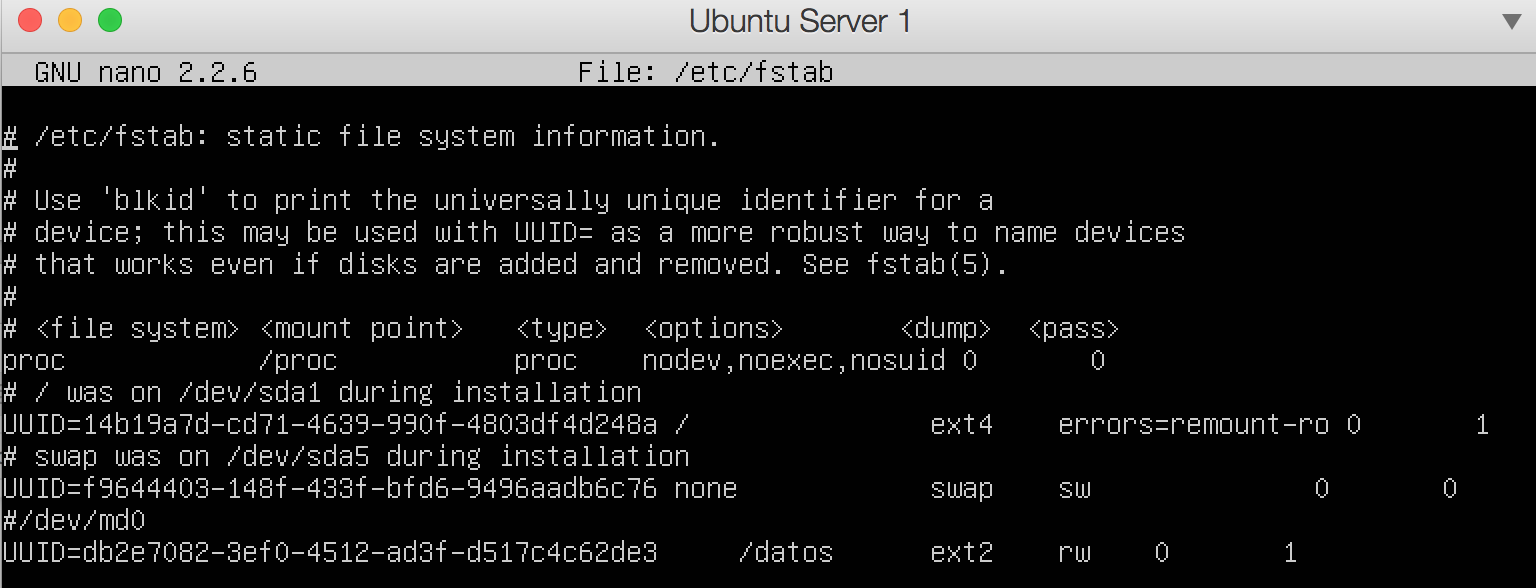 Ubuntu Server 1
GNU nano 2.2.6 File: /etc/fstab
# /etc/fstab: static file system information.
#
# Use 'blkid' to print the universally unique identifier for a
# device; this may be used with UUID= as a more robust way to name devices
# that works even if disks are added and removed. See fstab(5).
#
# <file system> <mount point> <type> <options> <dump> <pass>
proc /proc proc nodev,noexec,nosuid 0 0
# / was on /dev/sda1 during installation
UUID=14b19a7d-cd71-4639-990f-4803df4d248a / ext4 errors=remount-ro 0 1
# swap was on /dev/sda5 during installation
UUID=f9644403-148f-433f-bfd6-9496aadb6c76 none swap sw 0 0
#/dev/md0
UUID=db2e7082-3ef0-4512-ad3f-d517c4c62de3 /datos ext2 rw 0 1